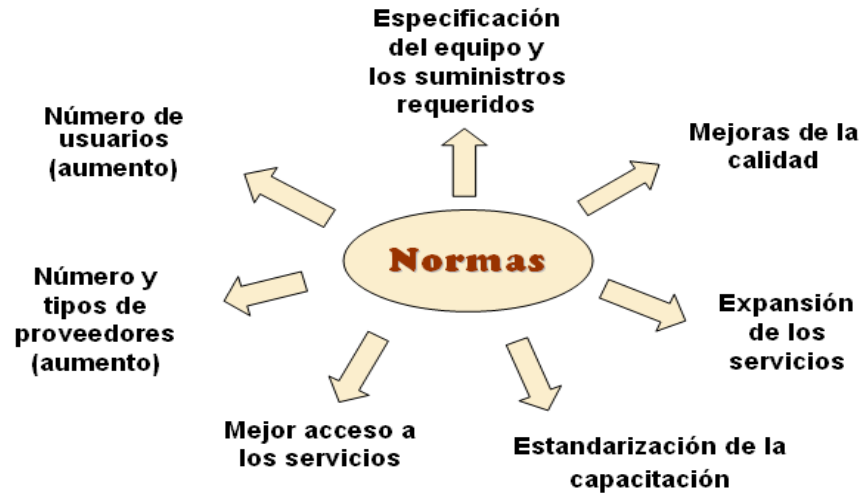 Especificación
del equipo y
los suministros
requeridos
Número de
usuarios
(aumento)
Mejoras de la
calidad
Normas
Número y
tipos de
proveedores
(aumento)
Expansión
de los
servicios
Mejor acceso a
los servicios
Estandarización de la
capacitación